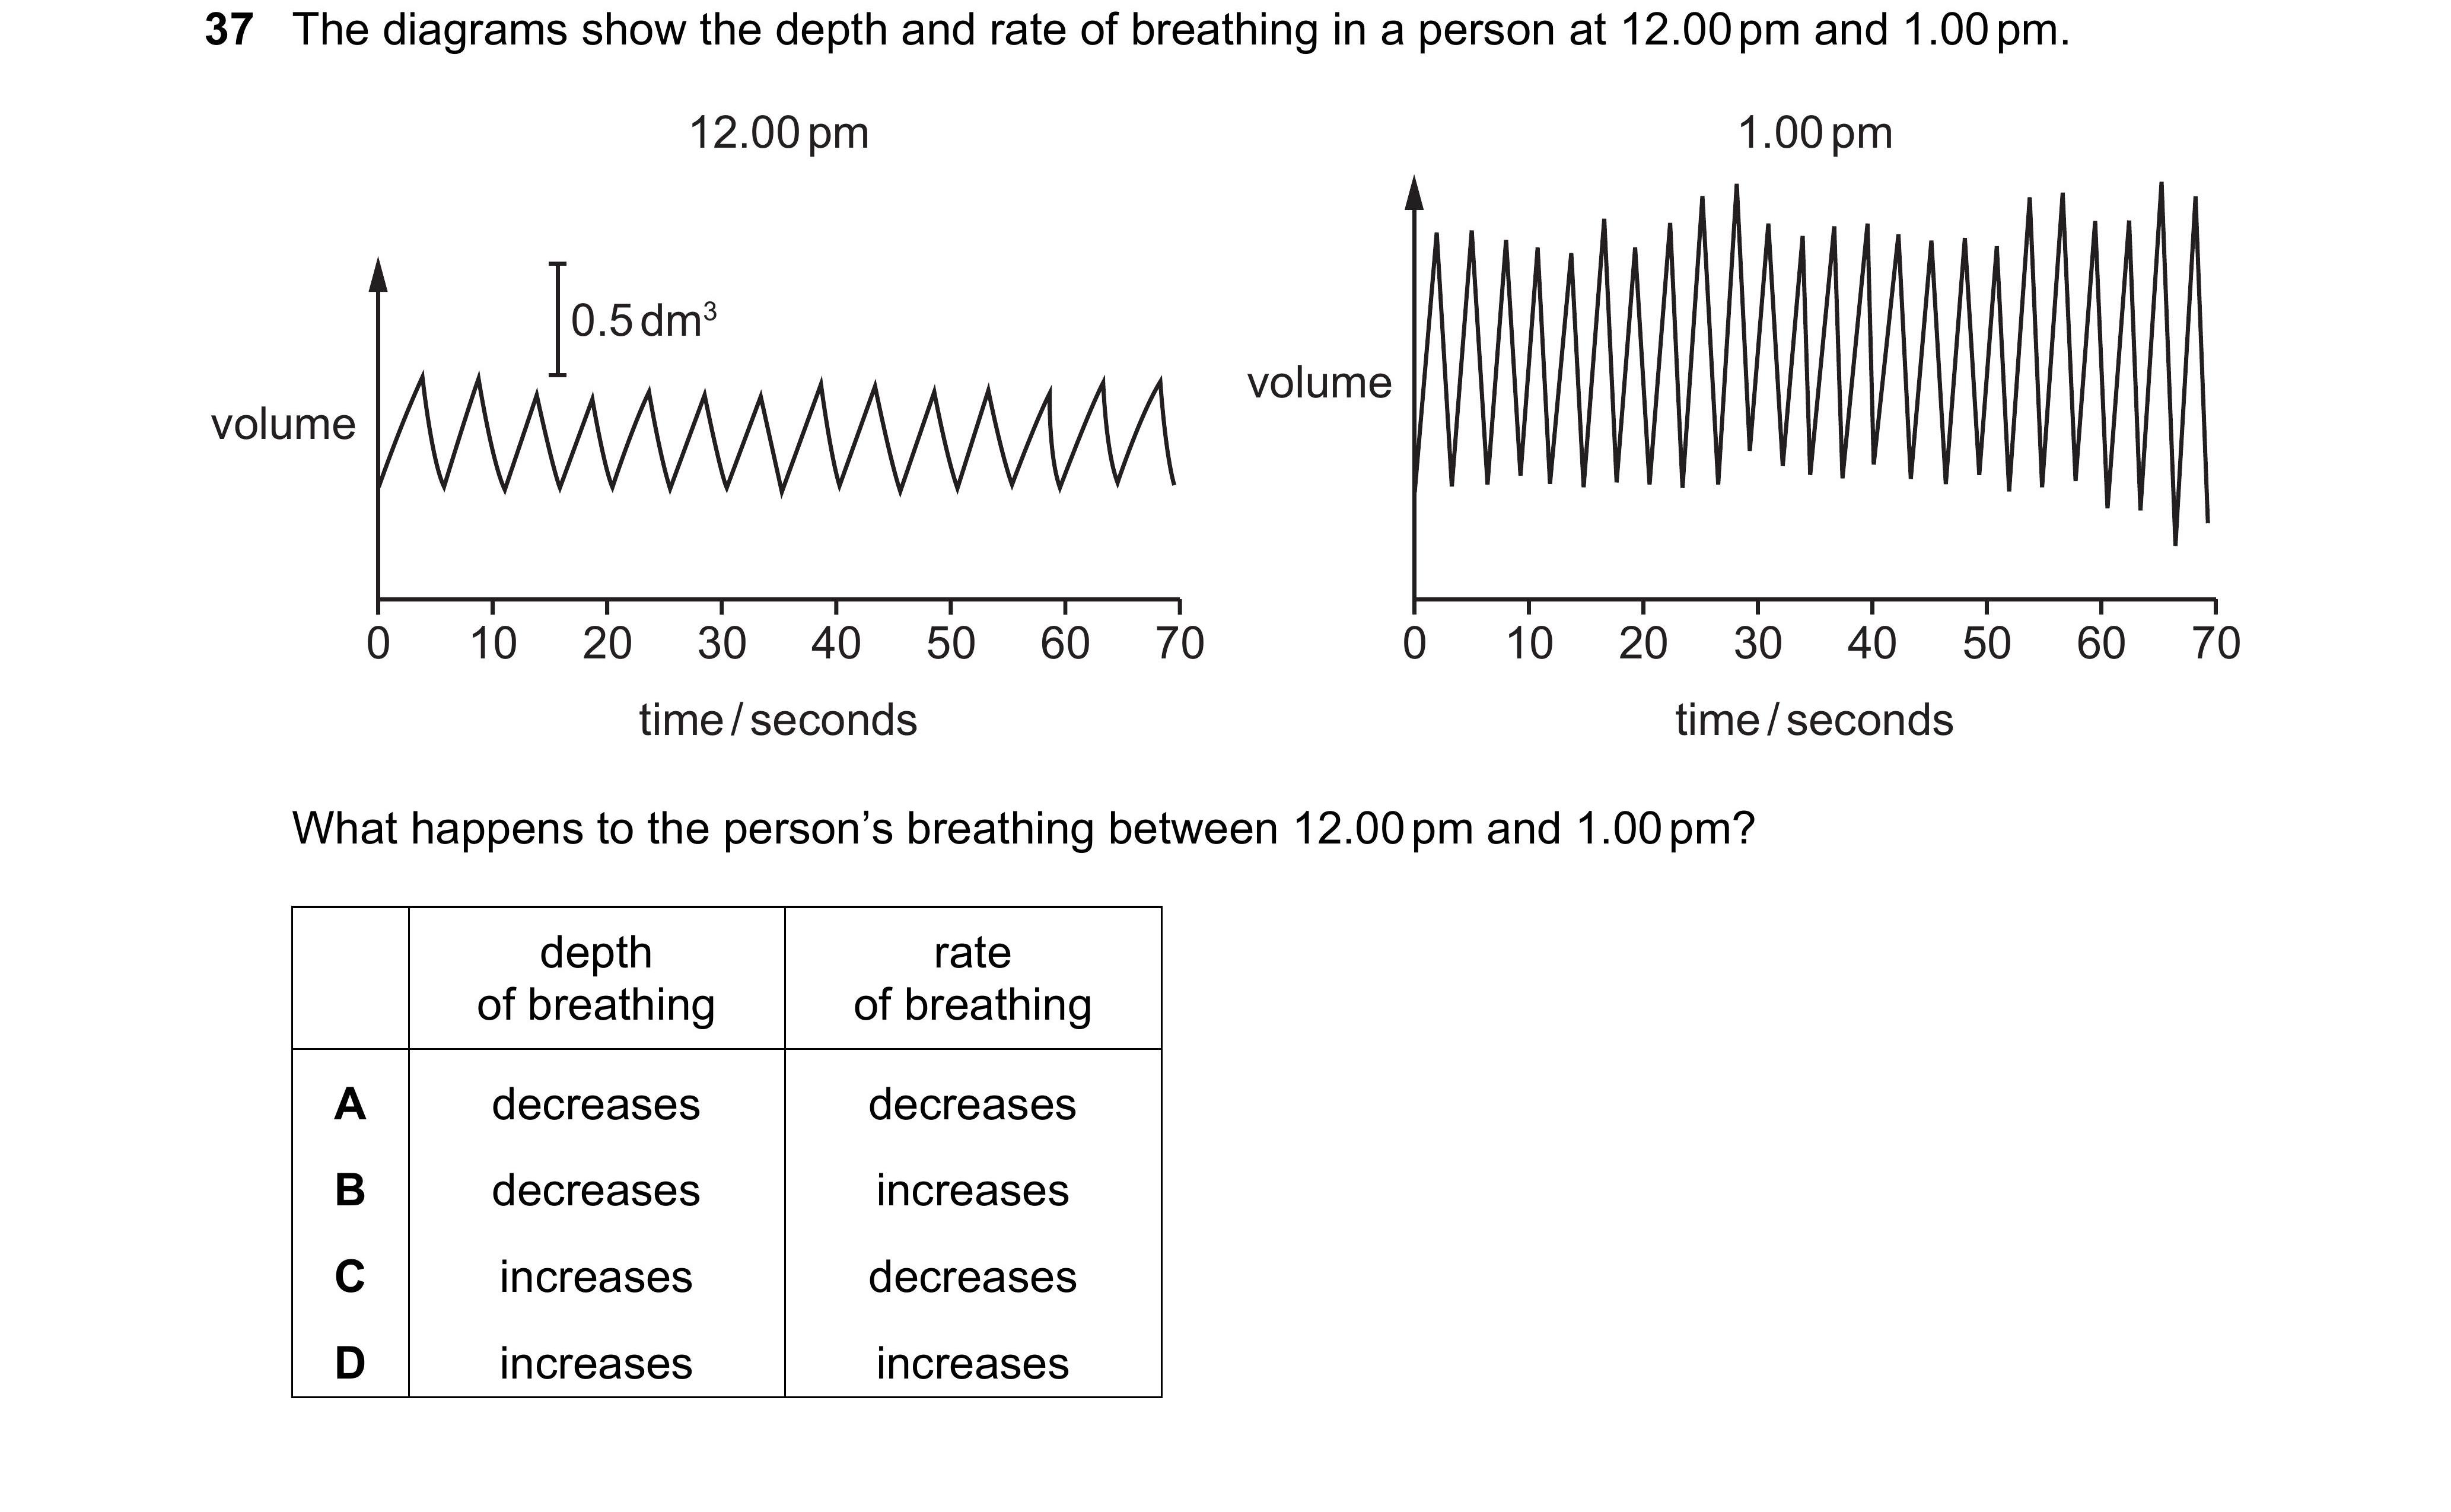 37 The diagrams show the depth and rate of breathing in a person at 12.00 pm and 1.00 pm.
12.00 pm
1.00 pm
0.5 dm³
volume
volume
0 10 20 30 40 50 60 70
0 10 20 30 40 50 60 70
time / seconds
time / seconds
What happens to the person’s breathing between 12.00 pm and 1.00 pm?
depth of breathing
rate of breathing
A decreases decreases
B decreases increases
C increases decreases
D increases increases